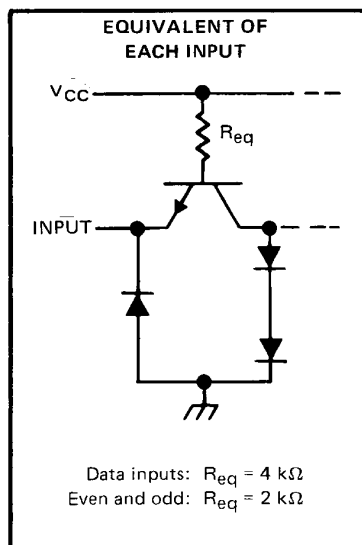 EQUIVALENT OF
EACH INPUT
VCC
Req
INPUT
Data inputs: Req = 4 kΩ
Even and odd: Req = 2 kΩ